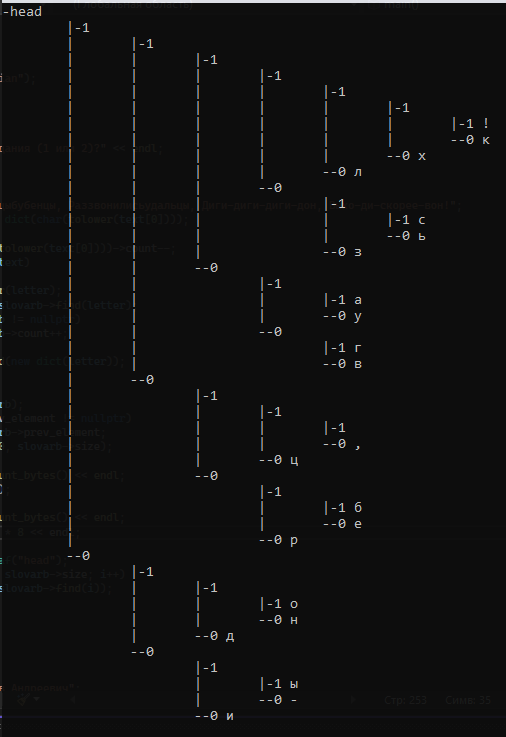 -head
|-1
|-1
|-1
|-1
|-1
|-1
|-1 !
--0 к
--0 х
--0 л
--0
|-1
|-1 с
--0 ь
--0 з
--0
|-1
|-1 а
--0 у
--0
|-1 г
--0 в
--0
|-1
|-1
|-1
--0 ,
--0 ц
--0
|-1
|-1 б
--0 е
--0 р
--0
|-1
|-1
|-1 о
--0 н
--0 д
--0
|-1
|-1 ы
--0 -
--0 и